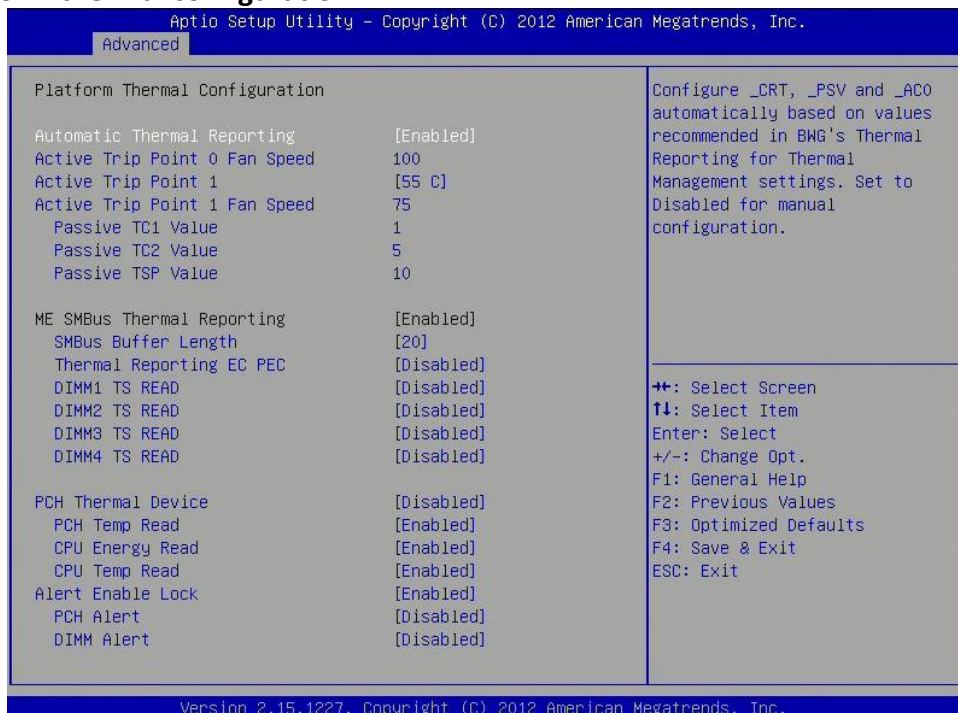 Aptio Setup Utility – Copyright (C) 2012 American Megatrends, Inc.
Advanced
Platform Thermal Configuration
Automatic Thermal Reporting [Enabled]
Active Trip Point 0 Fan Speed 100
Active Trip Point 1 [55 C]
Active Trip Point 1 Fan Speed 75
Passive TC1 Value 1
Passive TC2 Value 5
Passive TSP Value 10
ME SMBus Thermal Reporting [Enabled]
SMBus Buffer Length [20]
Thermal Reporting EC PEC [Disabled]
DIMM1 TS READ [Disabled]
DIMM2 TS READ [Disabled]
DIMM3 TS READ [Disabled]
DIMM4 TS READ [Disabled]
PCH Thermal Device [Disabled]
PCH Temp Read [Enabled]
CPU Energy Read [Enabled]
CPU Temp Read [Enabled]
Alert Enable Lock [Enabled]
PCH Alert [Disabled]
DIMM Alert [Disabled]
Configure _CRT, _PSV and _AC0
automatically based on values
recommended in BWG's Thermal
Reporting for Thermal
Management settings. Set to
Disabled for manual
configuration.
→←: Select Screen
↑↓: Select Item
Enter: Select
+/-: Change Opt.
F1: General Help
F2: Previous Values
F3: Optimized Defaults
F4: Save & Exit
ESC: Exit
Version 2.15.1227. Copyright (C) 2012 American Megatrends, Inc.